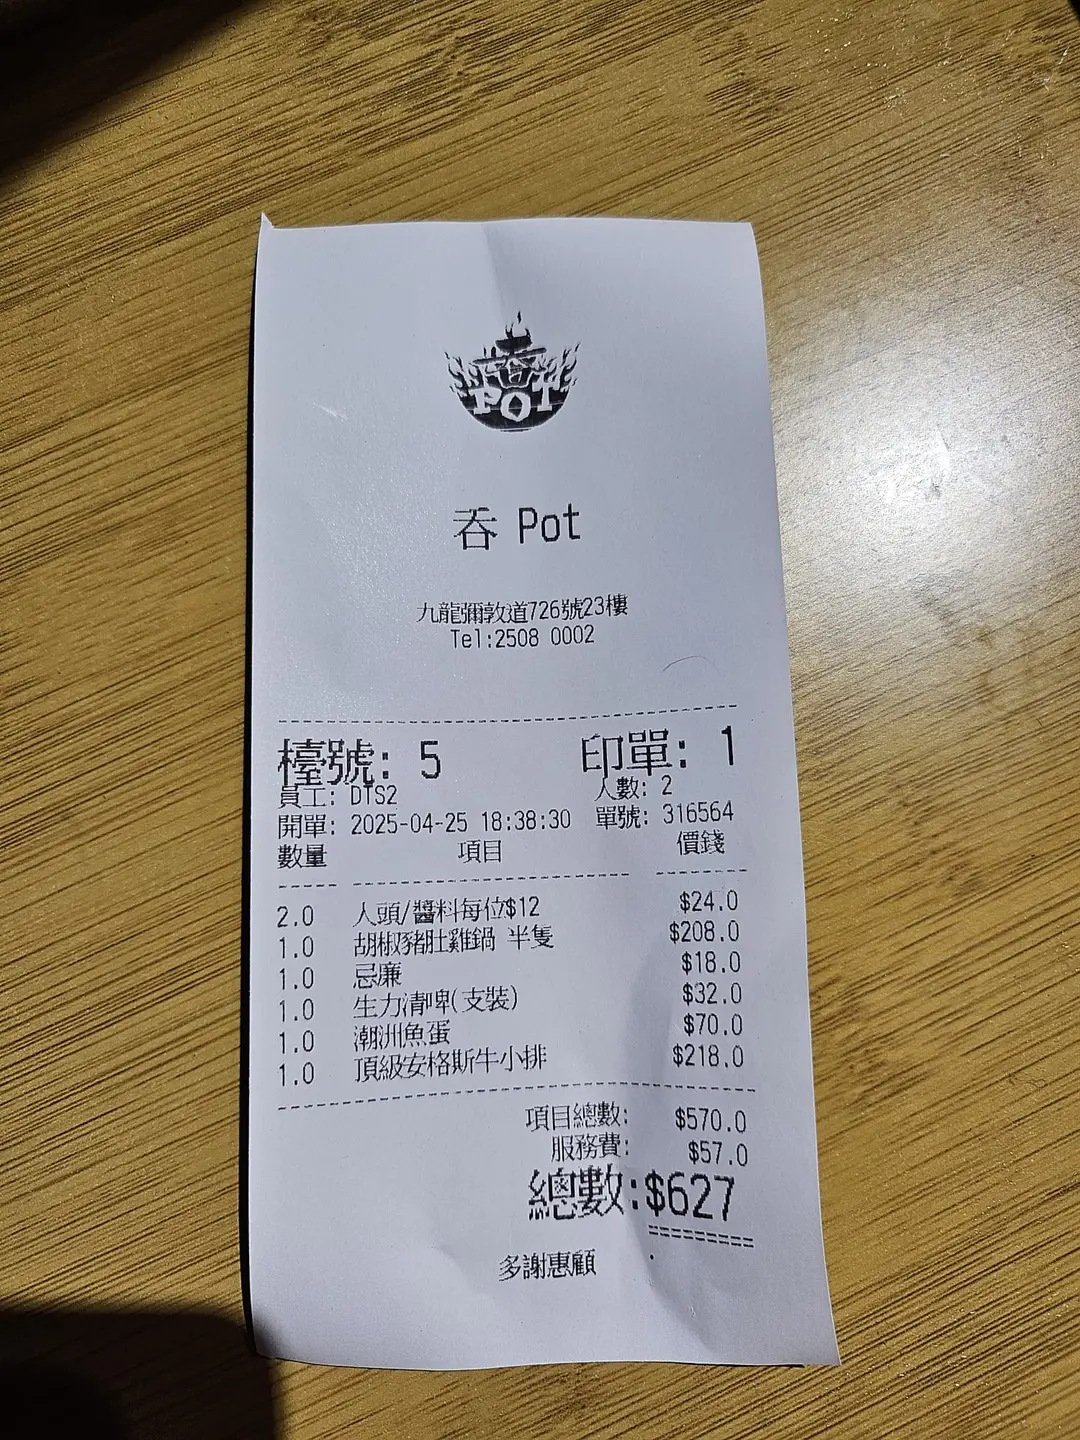 吞
POT
吞 Pot
九龍彌敦道726號23樓
Tel:2508 0002
檯號: 5 印單: 1
員工: DTS2 人數: 2
開單: 2025-04-25 18:38:30 單號: 316564
數量 項目 價錢
2.0 人頭/醬料每位$12 $24.0
1.0 胡椒豬肚雞鍋 半隻 $208.0
1.0 忌廉 $18.0
1.0 生力清啤(支裝) $32.0
1.0 潮洲魚蛋 $70.0
1.0 頂級安格斯牛小排 $218.0
項目總數: $570.0
服務費: $57.0
總數:$627
多謝惠顧